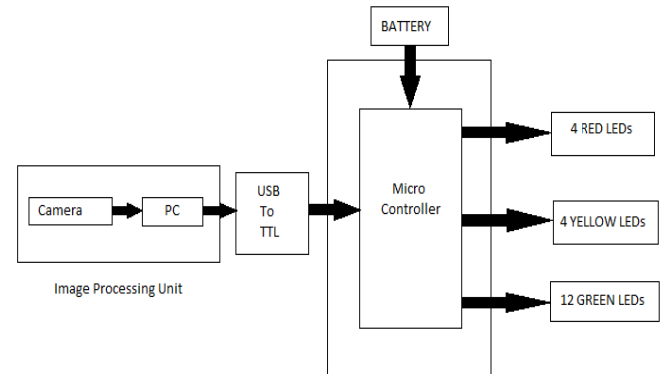 BATTERY
4 RED LEDs
Camera
PC
USB
To
TTL
Micro
Controller
4 YELLOW LEDs
Image Processing Unit
12 GREEN LEDs